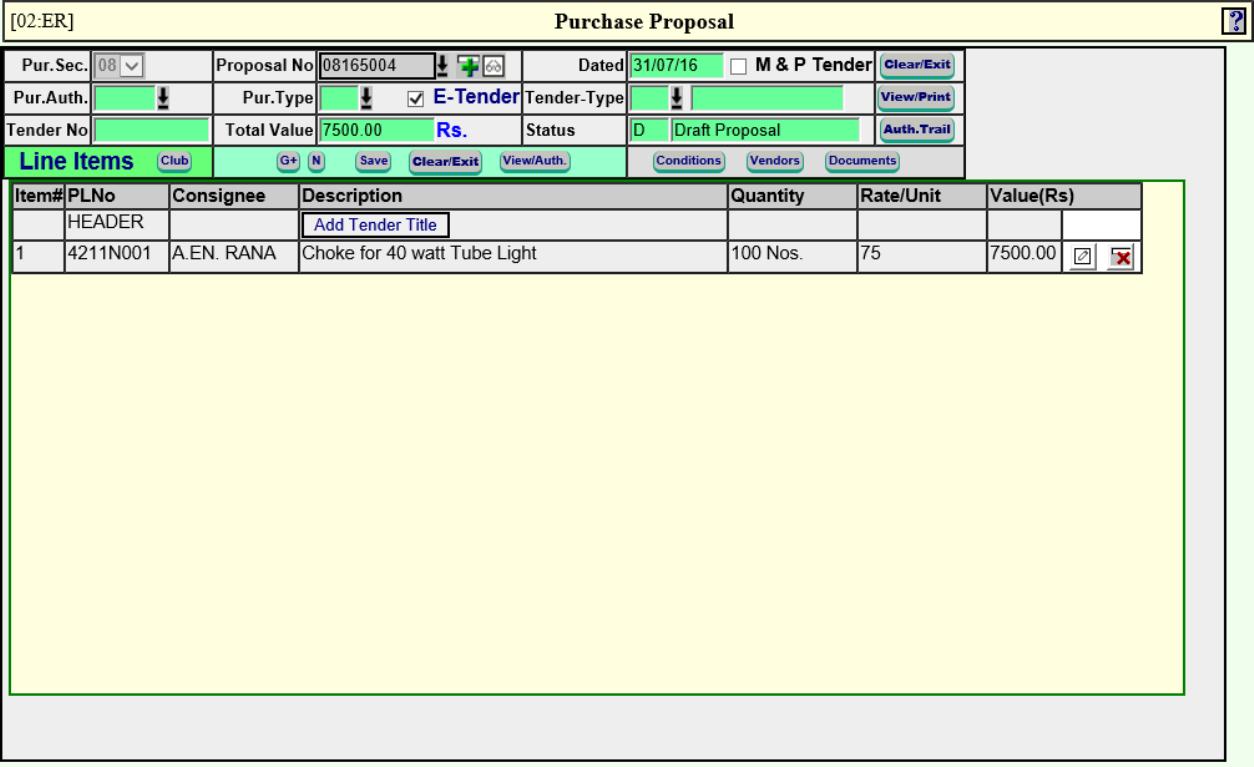 [02:ER] Purchase Proposal ?
Pur.Sec. 08 Proposal No 08165004 Dated 31/07/16 M & P Tender Clear/Exit
Pur.Auth. Pur.Type E-Tender Tender-Type View/Print
Tender No Total Value 7500.00 Rs. Status D Draft Proposal Auth.Trail
Line Items Club G+ N Save Clear/Exit View/Auth. Conditions Vendors Documents
Item# PLNo Consignee Description Quantity Rate/Unit Value(Rs)
HEADER Add Tender Title
1 4211N001 A.EN. RANA Choke for 40 watt Tube Light 100 Nos. 75 7500.00